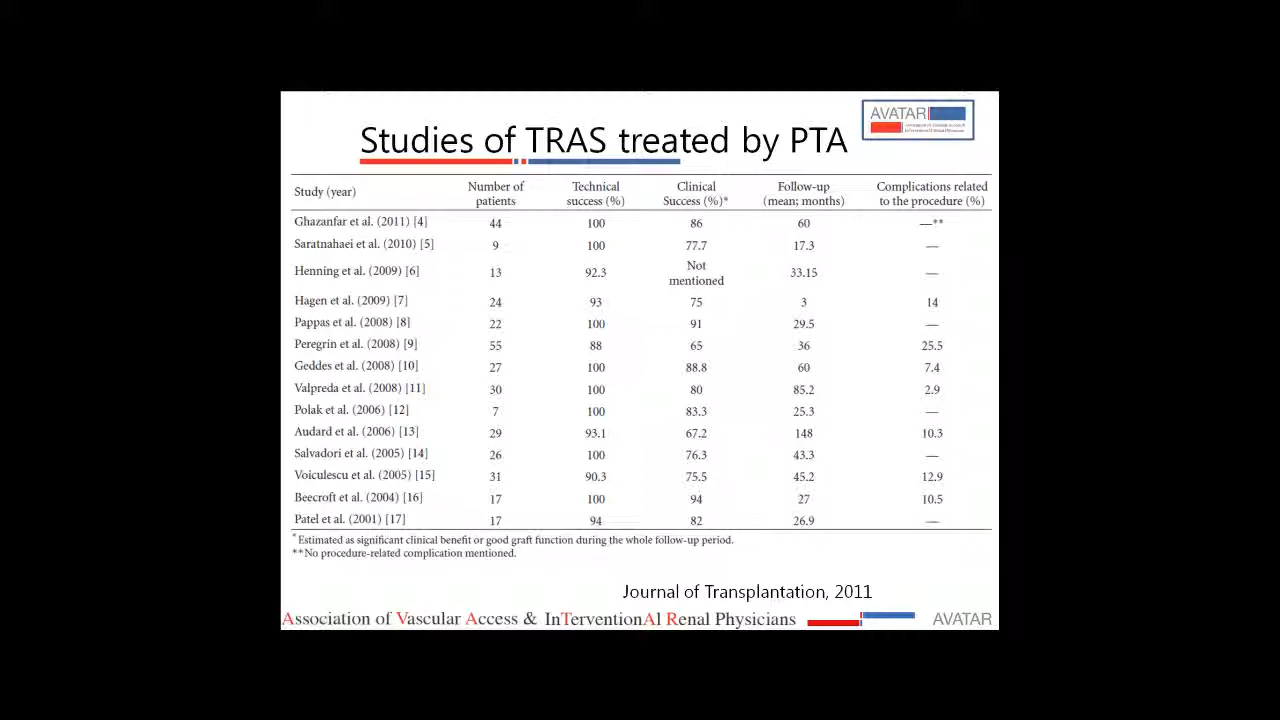 AVATAR
Studies of TRAS treated by PTA
Study (year) Number of patients Technical success (%) Clinical Success (%)* Follow-up (mean; months) Complications related to the procedure (%)
Ghazanfar et al. (2011) [4] 44 100 86 60 —**
Saratnahaei et al. (2010) [5] 9 100 77.7 17.3 —
Henning et al. (2009) [6] 13 92.3 Not mentioned 33.15 —
Hagen et al. (2009) [7] 24 93 75 3 14
Pappas et al. (2008) [8] 22 100 91 29.5 —
Peregrin et al. (2008) [9] 55 88 65 36 25.5
Geddes et al. (2008) [10] 27 100 88.8 60 7.4
Valpreda et al. (2008) [11] 30 100 80 85.2 2.9
Polak et al. (2006) [12] 7 100 83.3 25.3 —
Audard et al. (2006) [13] 29 93.1 67.2 148 10.3
Salvadori et al. (2005) [14] 26 100 76.3 43.3 —
Voiculescu et al. (2005) [15] 31 90.3 75.5 45.2 12.9
Beecroft et al. (2004) [16] 17 100 94 27 10.5
Patel et al. (2001) [17] 17 94 82 26.9 —
*Estimated as significant clinical benefit or good graft function during the whole follow-up period.
**No procedure-related complication mentioned.
Journal of Transplantation, 2011
Association of Vascular Access & InTerventionAl Renal Physicians AVATAR